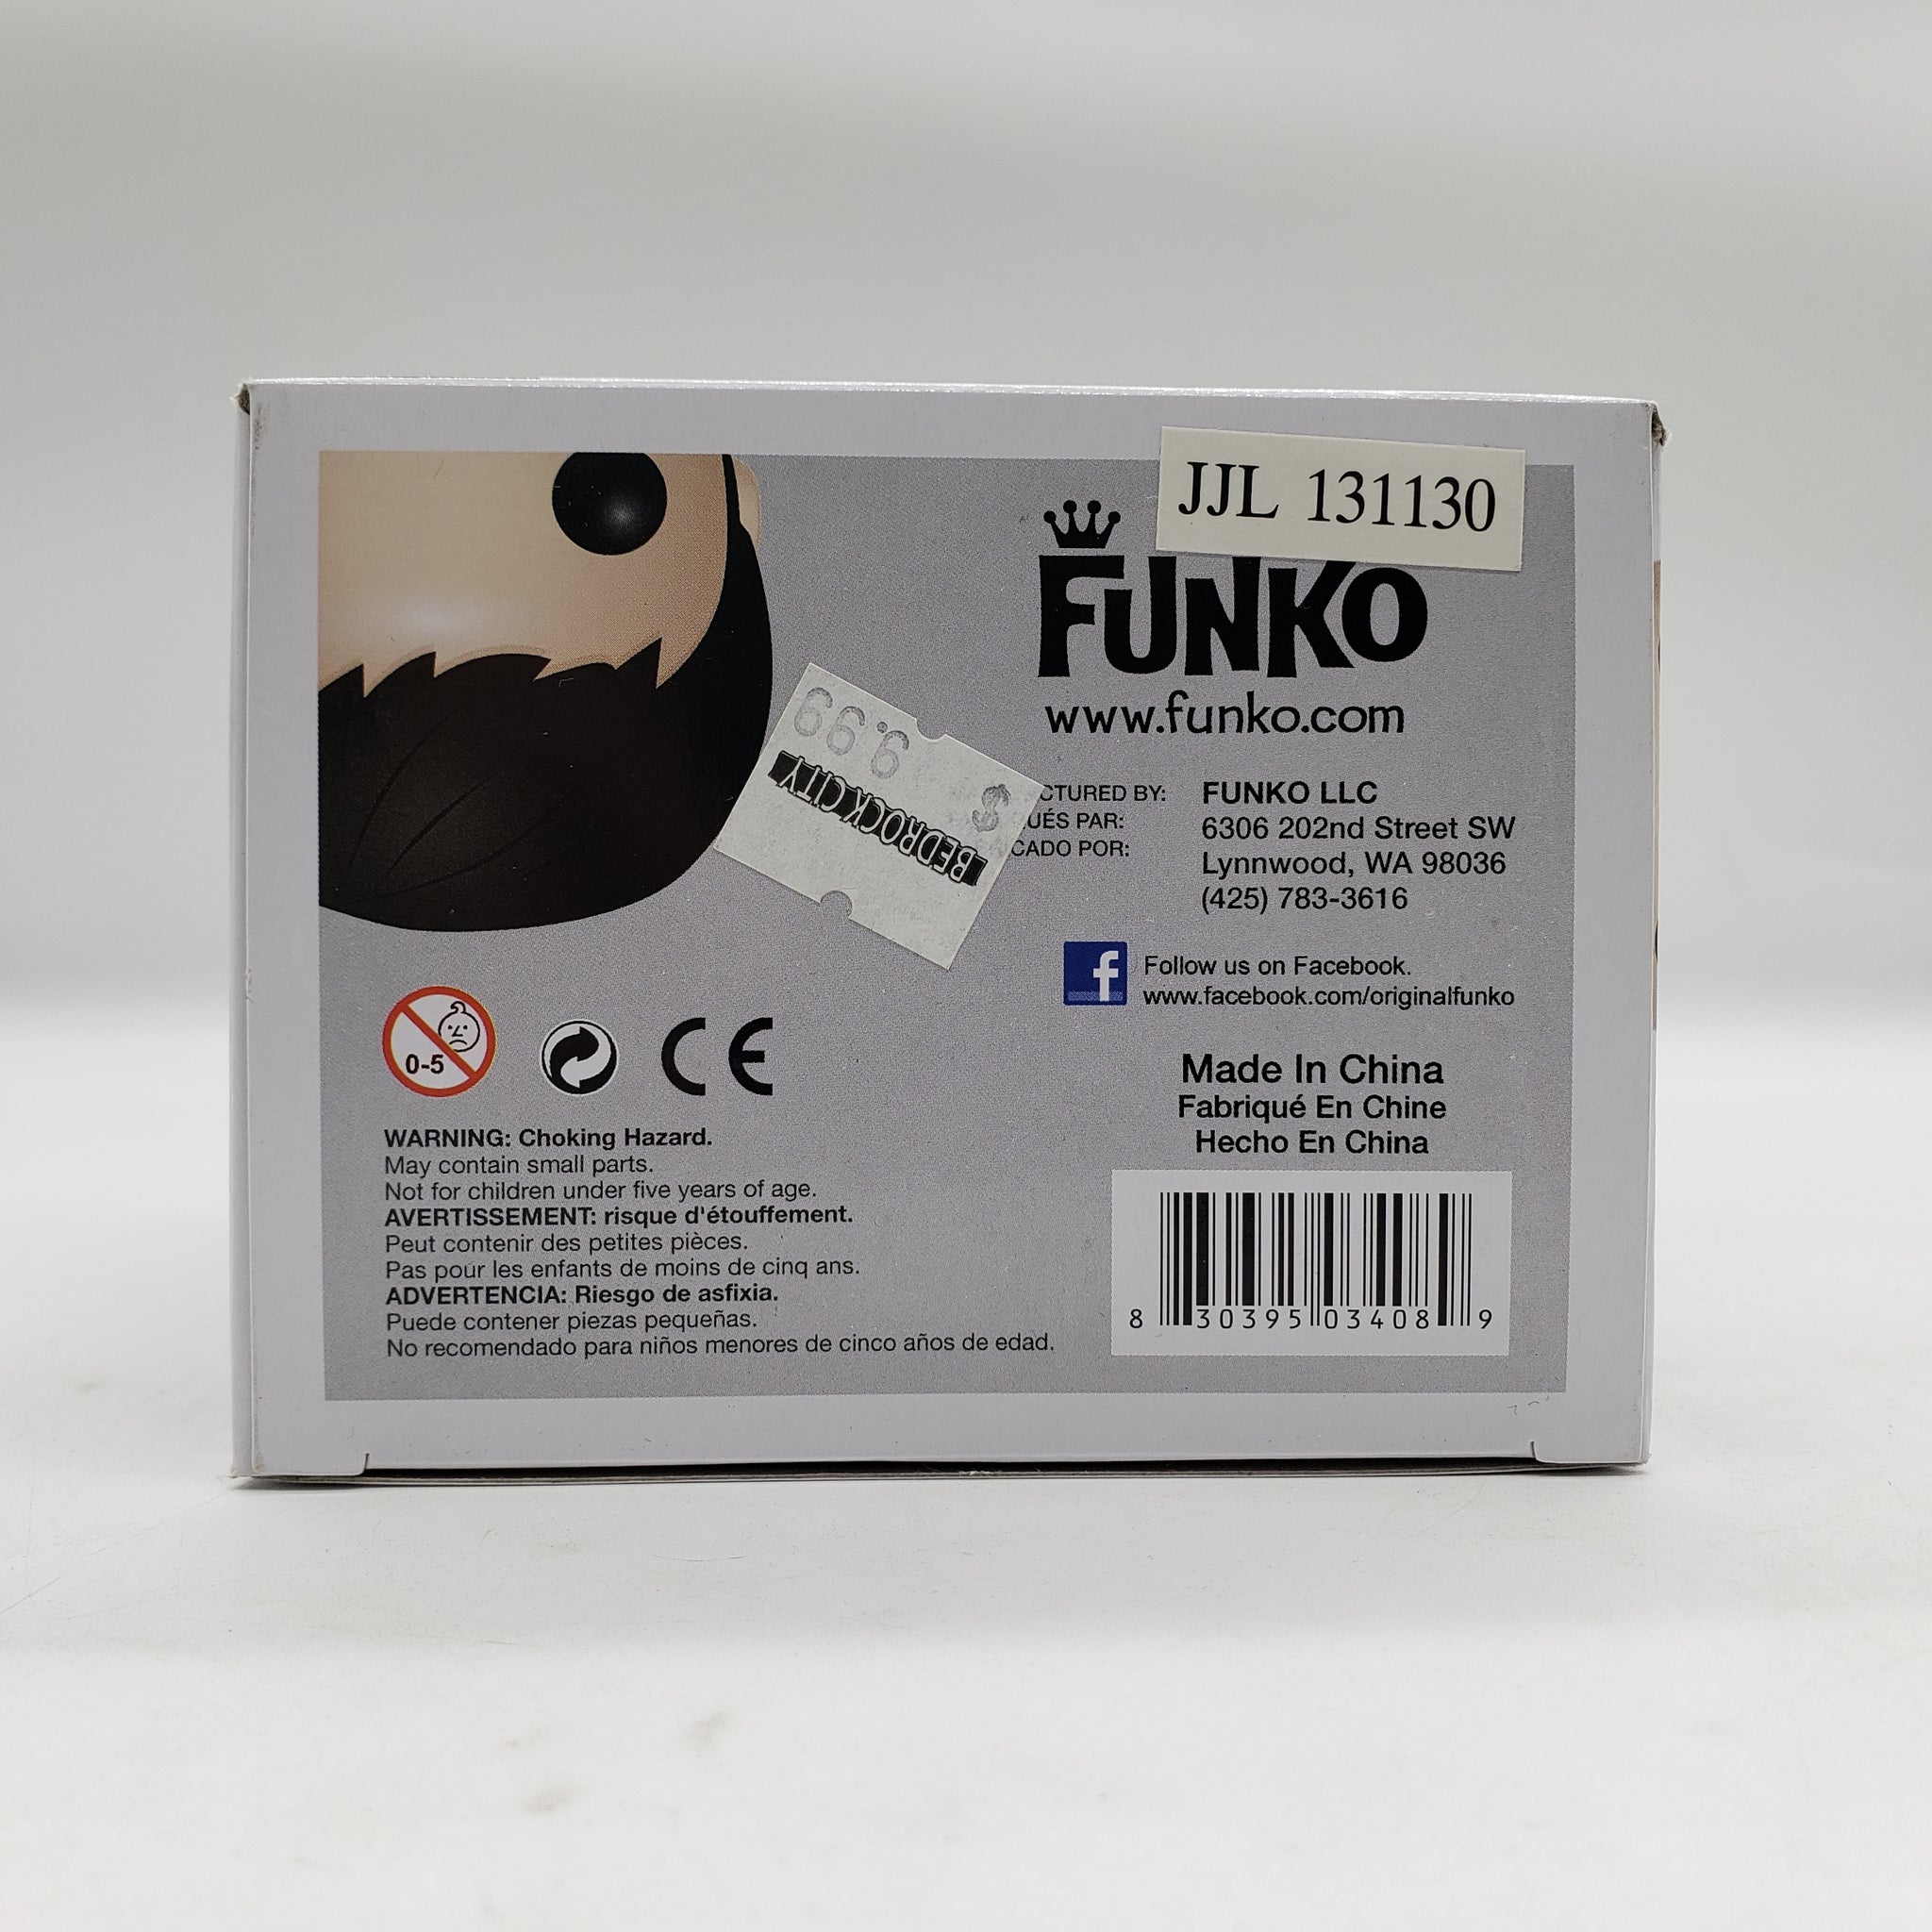 JJL 131130
FUNKO
www.funko.com
$ 9.99
BEDROCK CITY
CTURED BY:
UÉS PAR:
CADO POR:
FUNKO LLC
6306 202nd Street SW
Lynnwood, WA 98036
(425) 783-3616
f
Follow us on Facebook.
www.facebook.com/originalfunko
0-5
CE
Made In China
Fabriqué En Chine
Hecho En China
WARNING: Choking Hazard.
May contain small parts.
Not for children under five years of age.
AVERTISSEMENT: risque d'étouffement.
Peut contenir des petites pièces.
Pas pour les enfants de moins de cinq ans.
ADVERTENCIA: Riesgo de asfixia.
Puede contener piezas pequeñas.
No recomendado para niños menores de cinco años de edad.
8 30395 03408 9